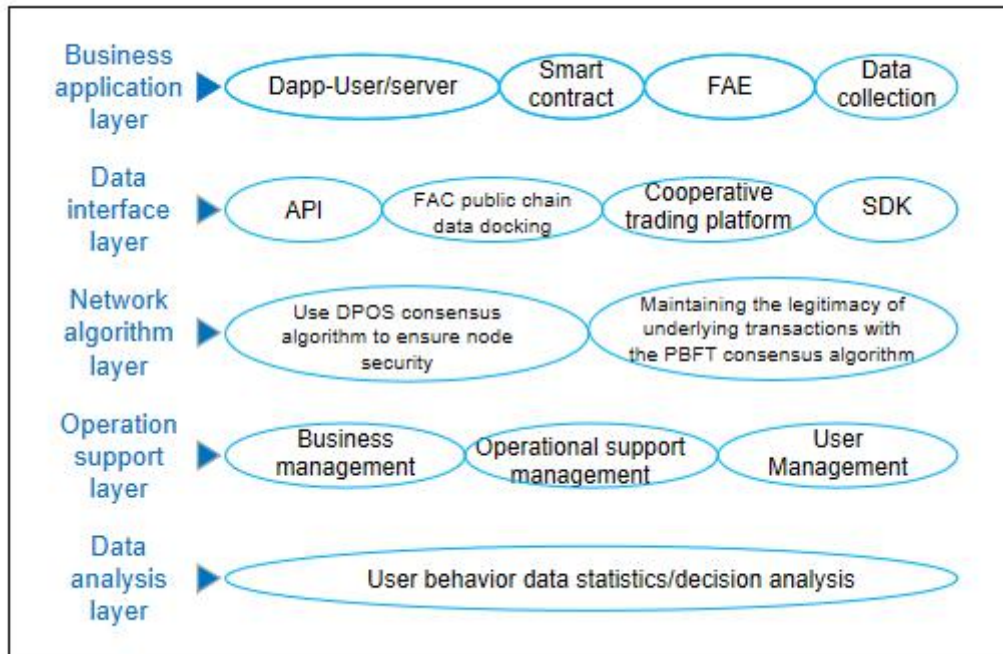 Business
application
layer
Dapp-User/server
Smart
contract
FAE
Data
collection
Data
interface
layer
API
FAC public chain
data docking
Cooperative
trading platform
SDK
Network
algorithm
layer
Use DPOS consensus
algorithm to ensure node
security
Maintaining the legitimacy of
underlying transactions with
the PBFT consensus algorithm
Operation
support
layer
Business
management
Operational support
management
User
Management
Data
analysis
layer
User behavior data statistics/decision analysis